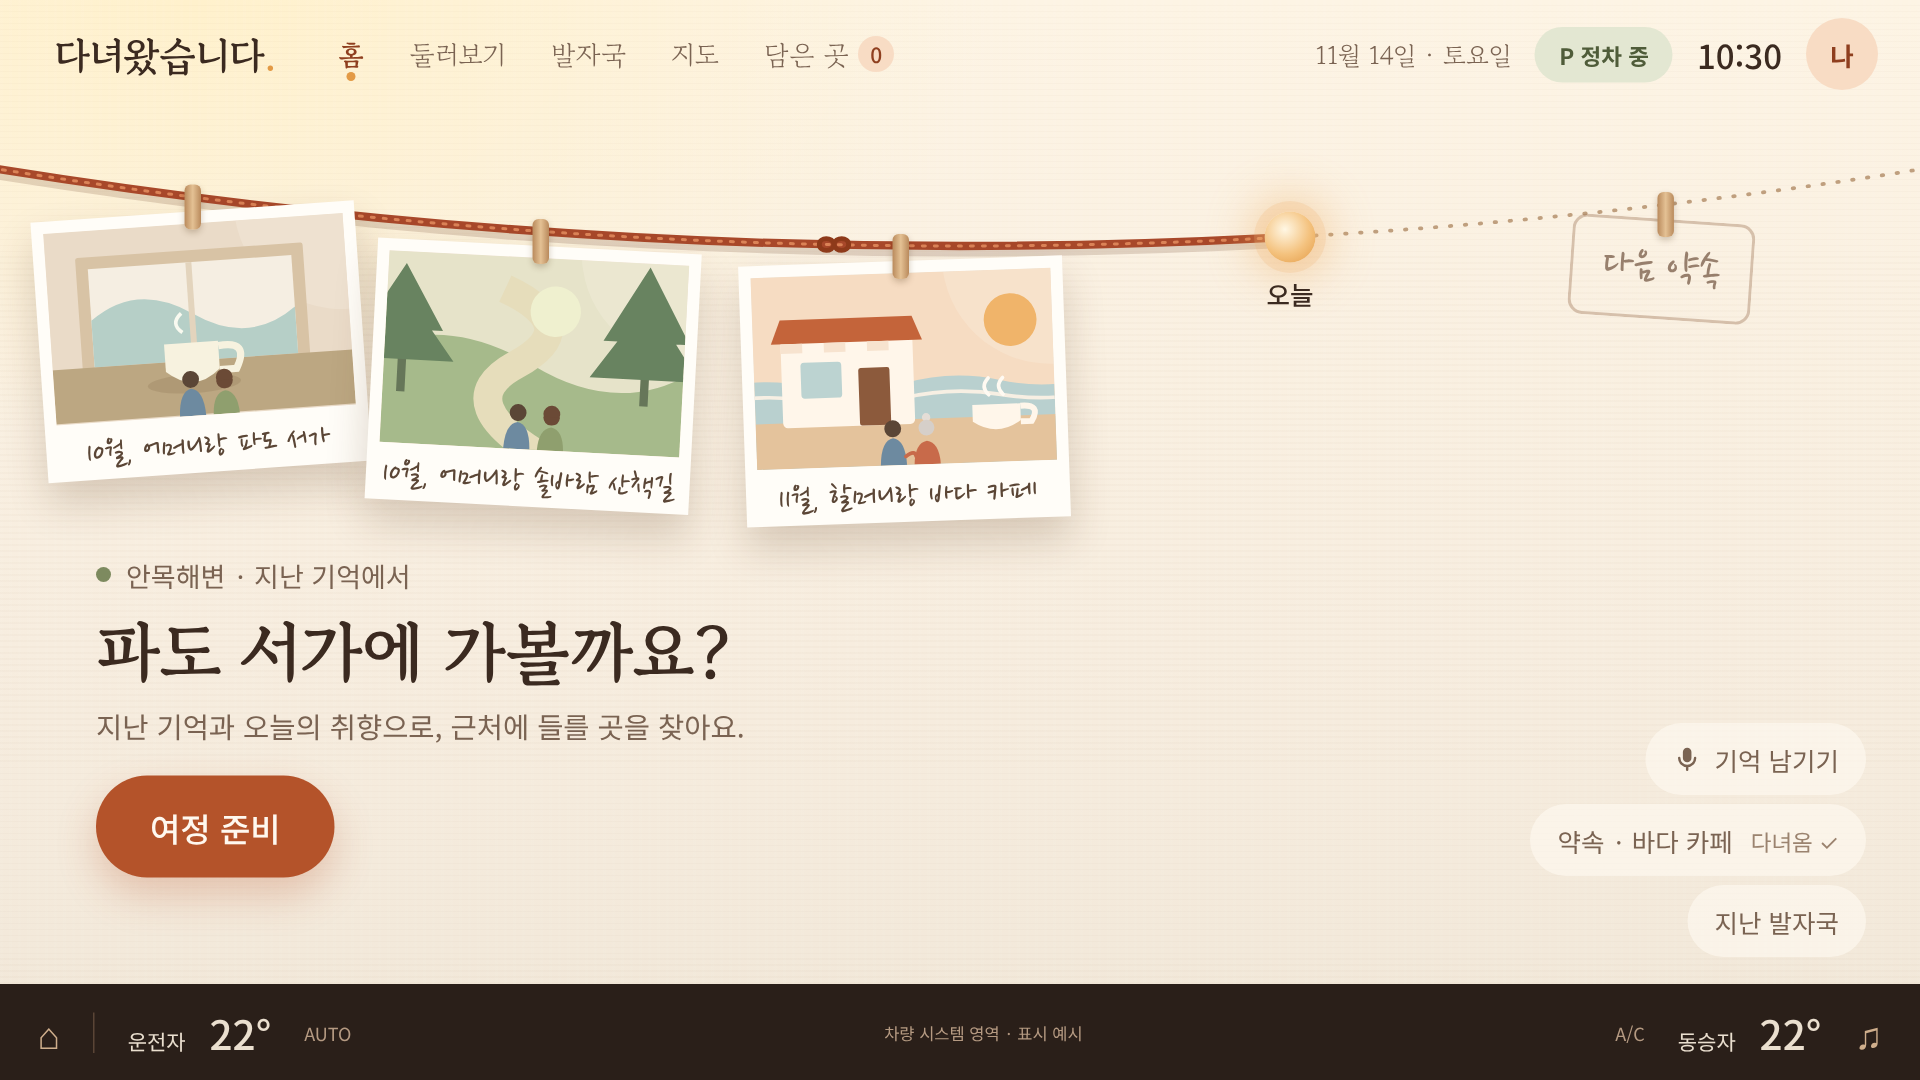 다녀왔습니다.
홈
둘러보기
발자국
지도
담은 곳 0
11월 14일 · 토요일
P 정차 중
10:30
나
오늘
다음 약속
10월, 어머니랑 파도 서가
10월, 어머니랑 솔바람 산책길
11월, 할머니랑 바다 카페
안목해변 · 지난 기억에서
파도 서가에 가볼까요?
지난 기억과 오늘의 취향으로, 근처에 들를 곳을 찾아요.
여정 준비
기억 남기기
약속 · 바다 카페 다녀옴 ✓
지난 발자국
운전자 22° AUTO
차량 시스템 영역 · 표시 예시
A/C 동승자 22°